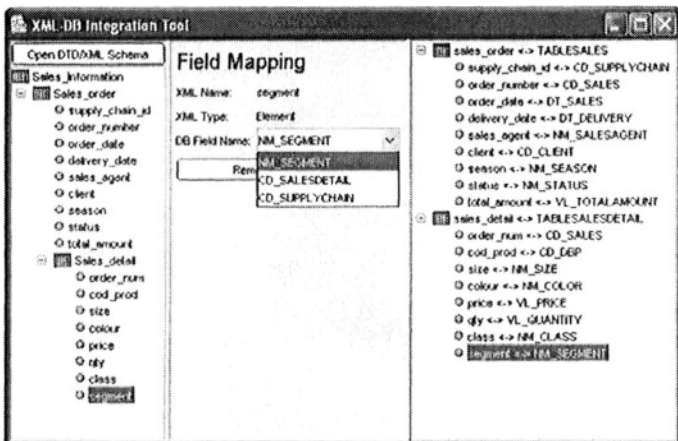 XML-DB Integration Tool
Open DTD/XML Schema
Sales_Information
Sales_order
supply_chain_id
order_number
order_date
delivery_date
sales_agent
client
season
status
total_amount
Sales_detail
order_num
cod_prod
size
colour
price
qty
class
segment
Field Mapping
XML Name: segment
XML Type: Element
DB Field Name: NM_SEGMENT
NM_SEGMENT
CD_SALESDETAIL
CD_SUPPLYCHAIN
sales_order <-> TABLESALES
supply_chain_id <-> CD_SUPPLYCHAIN
order_number <-> CD_SALES
order_date <-> DT_SALES
delivery_date <-> DT_DELIVERY
sales_agent <-> NM_SALESAGENT
client <-> CD_CLIENT
season <-> NM_SEASON
status <-> NM_STATUS
total_amount <-> VL_TOTALAMOUNT
sales_detail <-> TABLESALESDETAIL
order_num <-> CD_SALES
cod_prod <-> CD_DBP
size <-> NM_SIZE
colour <-> NM_COLOR
price <-> VL_PRICE
qty <-> VL_QUANTITY
class <-> NM_CLASS
segment <-> NM_SEGMENT